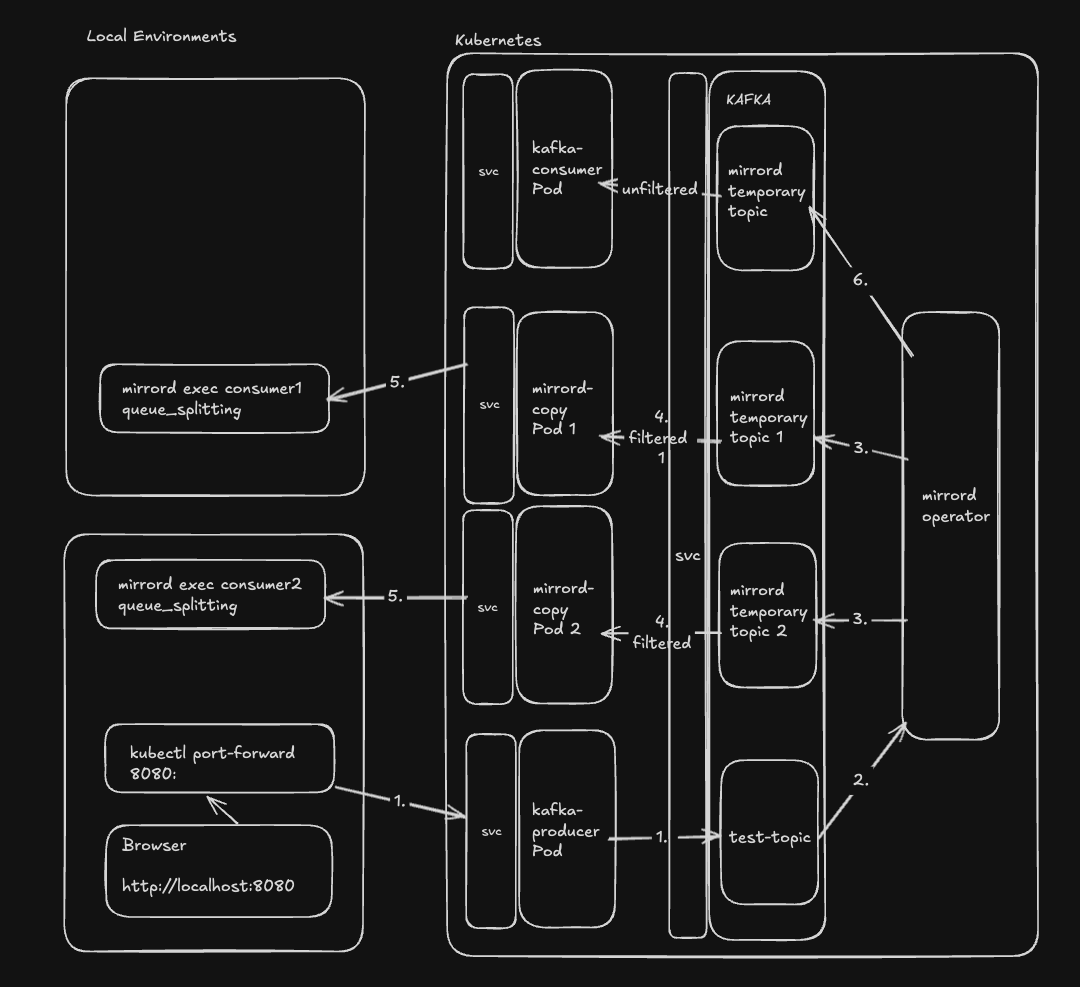 Local Environments
Kubernetes
KAFKA
svc
kafka-
consumer
Pod
unfiltered
mirrord
temporary
topic
6.
mirrord exec consumer1
queue_splitting
5.
svc
mirrord-
copy
Pod 1
4.
filtered
1
mirrord
temporary
topic 1
3.
mirrord
operator
svc
mirrord exec consumer2
queue_splitting
5.
svc
mirrord-
copy
Pod 2
4.
filtered
mirrord
temporary
topic 2
3.
kubectl port-forward
8080:
1.
svc
kafka-
producer
Pod
1.
test-topic
2.
Browser
http://localhost:8080